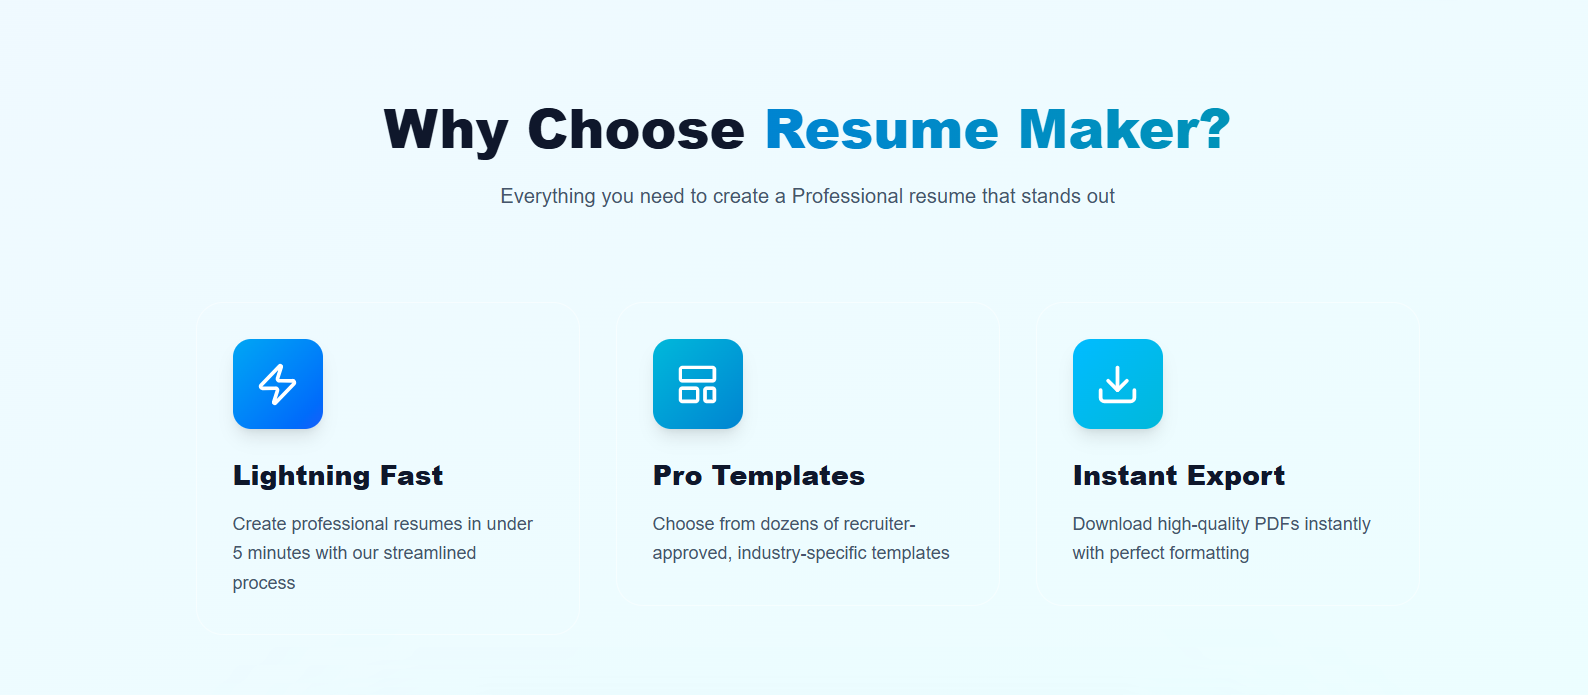 Why Choose Resume Maker?
Everything you need to create a Professional resume that stands out
Lightning Fast
Create professional resumes in under
5 minutes with our streamlined
process
Pro Templates
Choose from dozens of recruiter-
approved, industry-specific templates
Instant Export
Download high-quality PDFs instantly
with perfect formatting